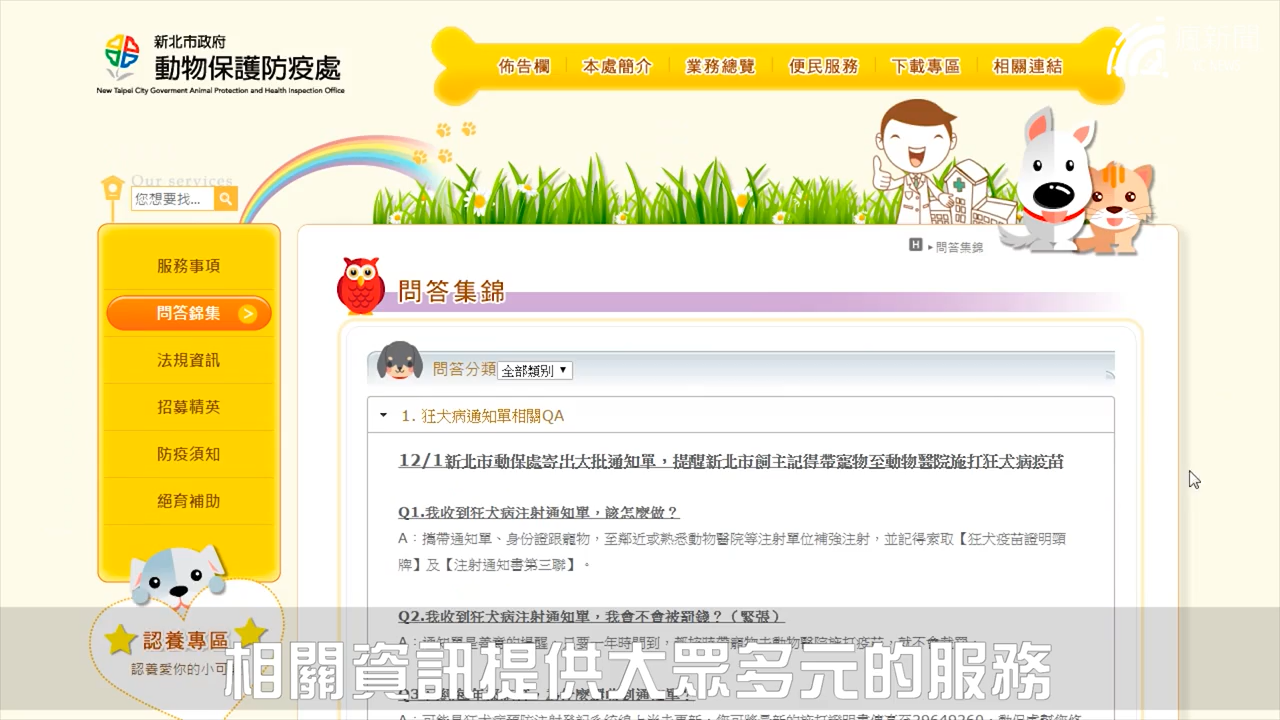 新北市政府
動物保護防疫處
New Taipei City Goverment Animal Protection and Health Inspection Office
佈告欄
本處簡介
業務總覽
便民服務
下載專區
相關連結
Our services
您想要找...
服務事項
問答錦集
法規資訊
招募精英
防疫須知
絕育補助
認養專區
認養愛你的小可
H ▸問答集錦
問答集錦
問答分類 全部類別
1. 狂犬病通知單相關QA
12/1新北市動保處寄出大批通知單，提醒新北市飼主記得帶寵物至動物醫院施打狂犬病疫苗
Q1.我收到狂犬病注射通知單，該怎麼做？
A：攜帶通知單、身份證跟寵物，至鄰近或熟悉動物醫院等注射單位補強注射，並記得索取【狂犬疫苗證明頸
牌】及【注射通知書第三聯】。
Q2.我收到狂犬病注射通知單，我會不會被罰錢？（緊張）
相關資訊提供大眾多元的服務